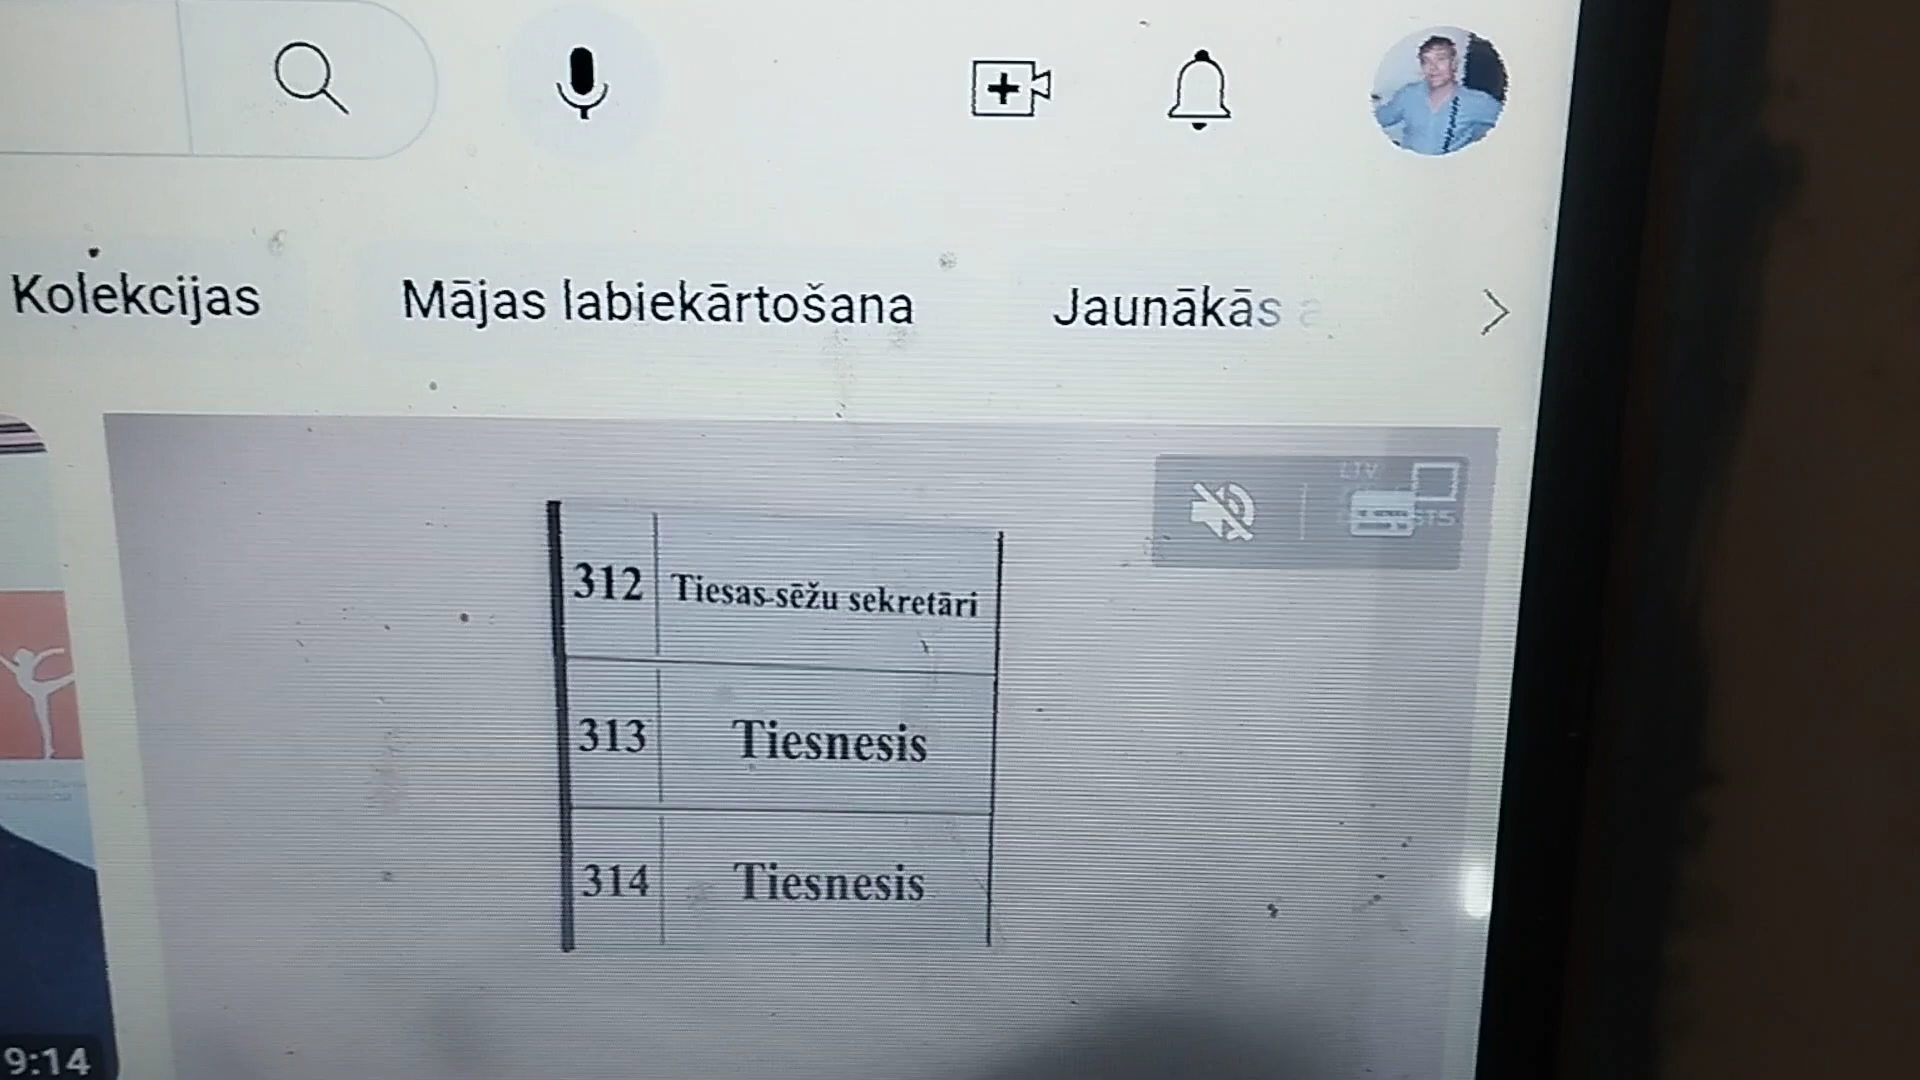 Kolekcijas
Mājas labiekārtošana
Jaunākās
312 Tiesas sēžu sekretāri
313 Tiesnesis
314 Tiesnesis
9:14